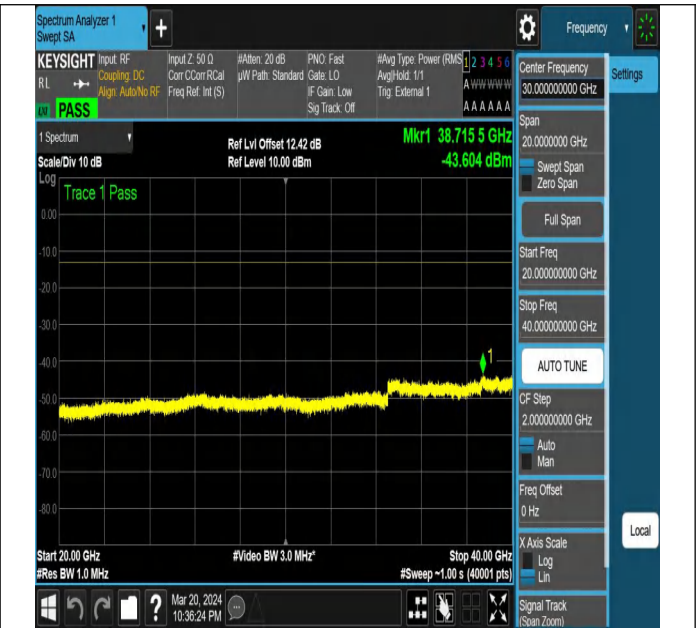 Spectrum Analyzer 1
Swept SA
Frequency
KEYSIGHT
RL
PASS
Input: RF
Coupling: DC
Align: Auto/No RF
Input Z: 50 Ω
Corr CCorr RCal
Freq Ref: Int (S)
#Atten: 20 dB
µW Path: Standard
PNO: Fast
Gate: LO
IF Gain: Low
Sig Track: Off
#Avg Type: Power (RMS
Avg|Hold: 1/1
Trig: External 1
1 2 3 4 5 6
A W W W W W
A A A A A A
Center Frequency
30.000000000 GHz
Settings
Span
20.0000000 GHz
Swept Span
Zero Span
Full Span
Start Freq
20.000000000 GHz
Stop Freq
40.000000000 GHz
AUTO TUNE
CF Step
2.000000000 GHz
Auto
Man
Freq Offset
0 Hz
X Axis Scale
Log
Lin
Signal Track
(Span Zoom)
Local
1 Spectrum
Scale/Div 10 dB
Ref Lvl Offset 12.42 dB
Ref Level 10.00 dBm
Mkr1 38.715 5 GHz
-43.604 dBm
Log
Trace 1 Pass
0.00
-10.0
-20.0
-30.0
-40.0
-50.0
-60.0
-70.0
-80.0
1
Start 20.00 GHz
#Res BW 1.0 MHz
#Video BW 3.0 MHz*
Stop 40.00 GHz
#Sweep ~1.00 s (40001 pts)
Mar 20, 2024
10:36:24 PM